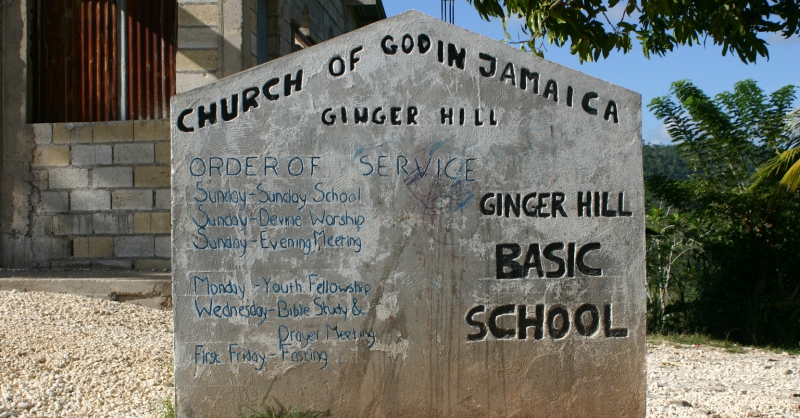 CHURCH OF GOD IN JAMAICA
GINGER HILL
ORDER OF SERVICE
Sunday-Sunday School
Sunday-Devine Worship
Sunday-Evening Meeting
Monday-Youth Fellowship
Wednesday-Bible Study &
Prayer Meeting
First Friday-Fasting
GINGER HILL
BASIC
SCHOOL